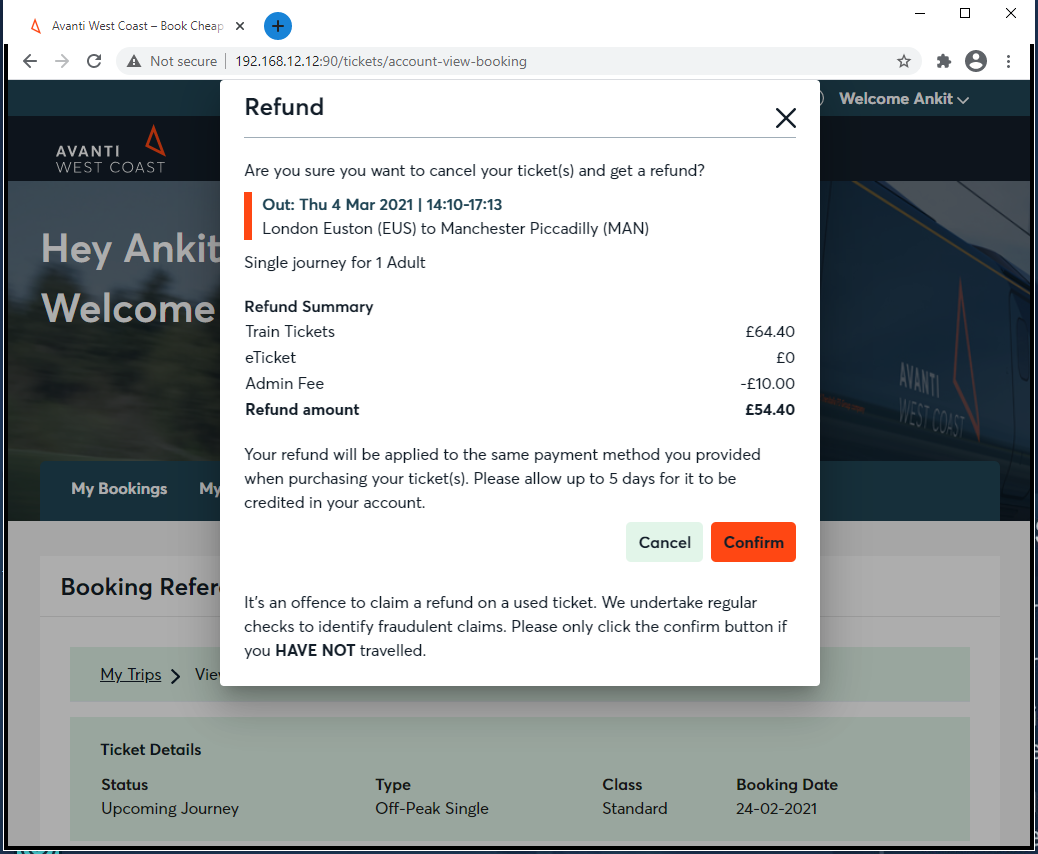 Avanti West Coast – Book Cheap
Not secure | 192.168.12.12:90/tickets/account-view-booking
Welcome Ankit
AVANTI
WEST COAST
Hey Ankit
Welcome
AVANTI
WEST COAST
My Bookings My
Refund
Are you sure you want to cancel your ticket(s) and get a refund?
Out: Thu 4 Mar 2021 | 14:10-17:13
London Euston (EUS) to Manchester Piccadilly (MAN)
Single journey for 1 Adult
Refund Summary
Train Tickets £64.40
eTicket £0
Admin Fee -£10.00
Refund amount £54.40
Your refund will be applied to the same payment method you provided
when purchasing your ticket(s). Please allow up to 5 days for it to be
credited in your account.
Cancel Confirm
It's an offence to claim a refund on a used ticket. We undertake regular
checks to identify fraudulent claims. Please only click the confirm button if
you HAVE NOT travelled.
Booking Refer
My Trips View
Ticket Details
Status Type Class Booking Date
Upcoming Journey Off-Peak Single Standard 24-02-2021